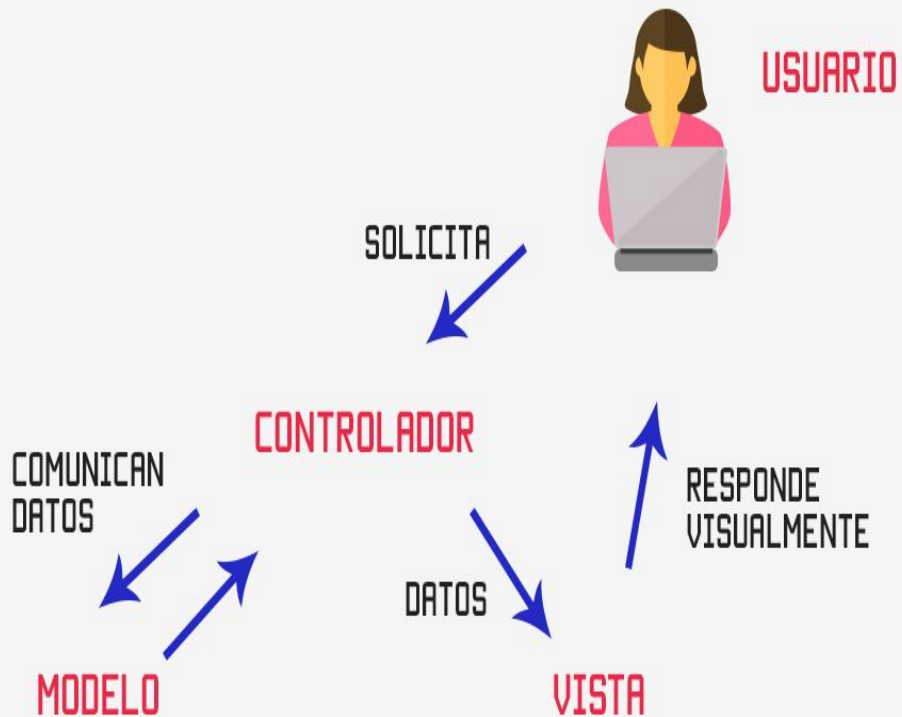 USUARIO
SOLICITA
CONTROLADOR
COMUNICAN
DATOS
RESPONDE
VISUALMENTE
DATOS
MODELO
VISTA